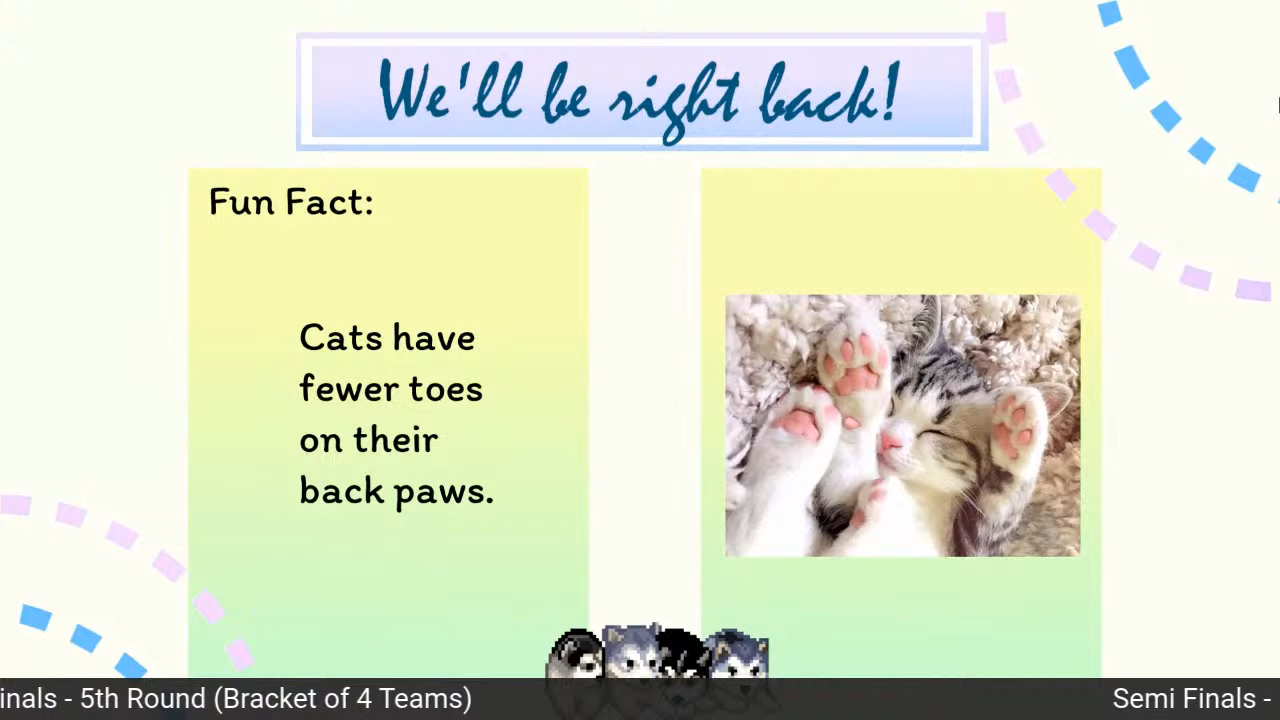 We'll be right back!
Fun Fact:
Cats have
fewer toes
on their
back paws.
inals - 5th Round (Bracket of 4 Teams)
Semi Finals -